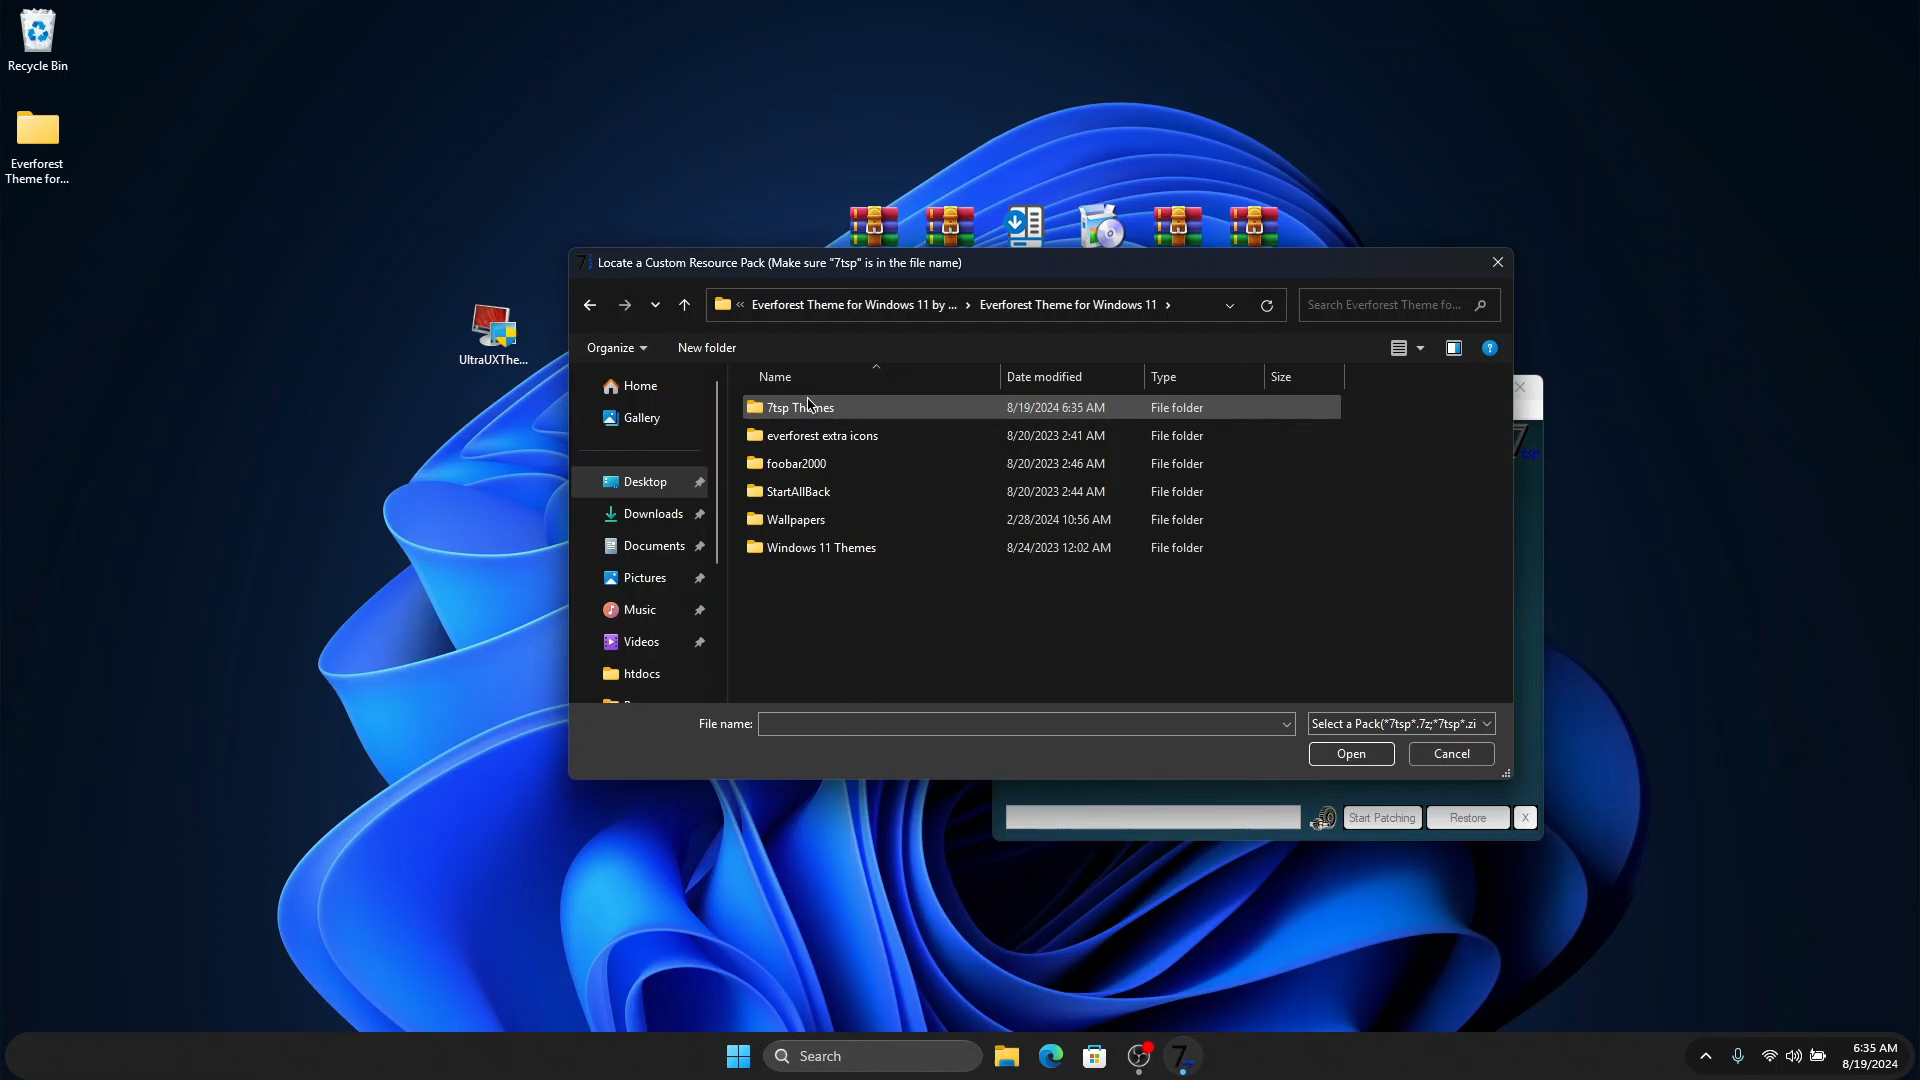 Recycle Bin
Everforest
Theme for...
UltraUXThe...
Locate a Custom Resource Pack (Make sure "7tsp" is in the file name)
« Everforest Theme for Windows 11 by ... › Everforest Theme for Windows 11 ›
Search Everforest Theme fo...
Organize
New folder
Name
Date modified
Type
Size
Home
Gallery
Desktop
Downloads
Documents
Pictures
Music
Videos
htdocs
7tsp Themes 8/19/2024 6:35 AM File folder
everforest extra icons 8/20/2023 2:41 AM File folder
foobar2000 8/20/2023 2:46 AM File folder
StartAllBack 8/20/2023 2:44 AM File folder
Wallpapers 2/28/2024 10:56 AM File folder
Windows 11 Themes 8/24/2023 12:02 AM File folder
7tsp
File name:
Select a Pack(*7tsp*.7z;*7tsp*.zi
Open
Cancel
Start Patching
Restore
X
Search
6:35 AM
8/19/2024